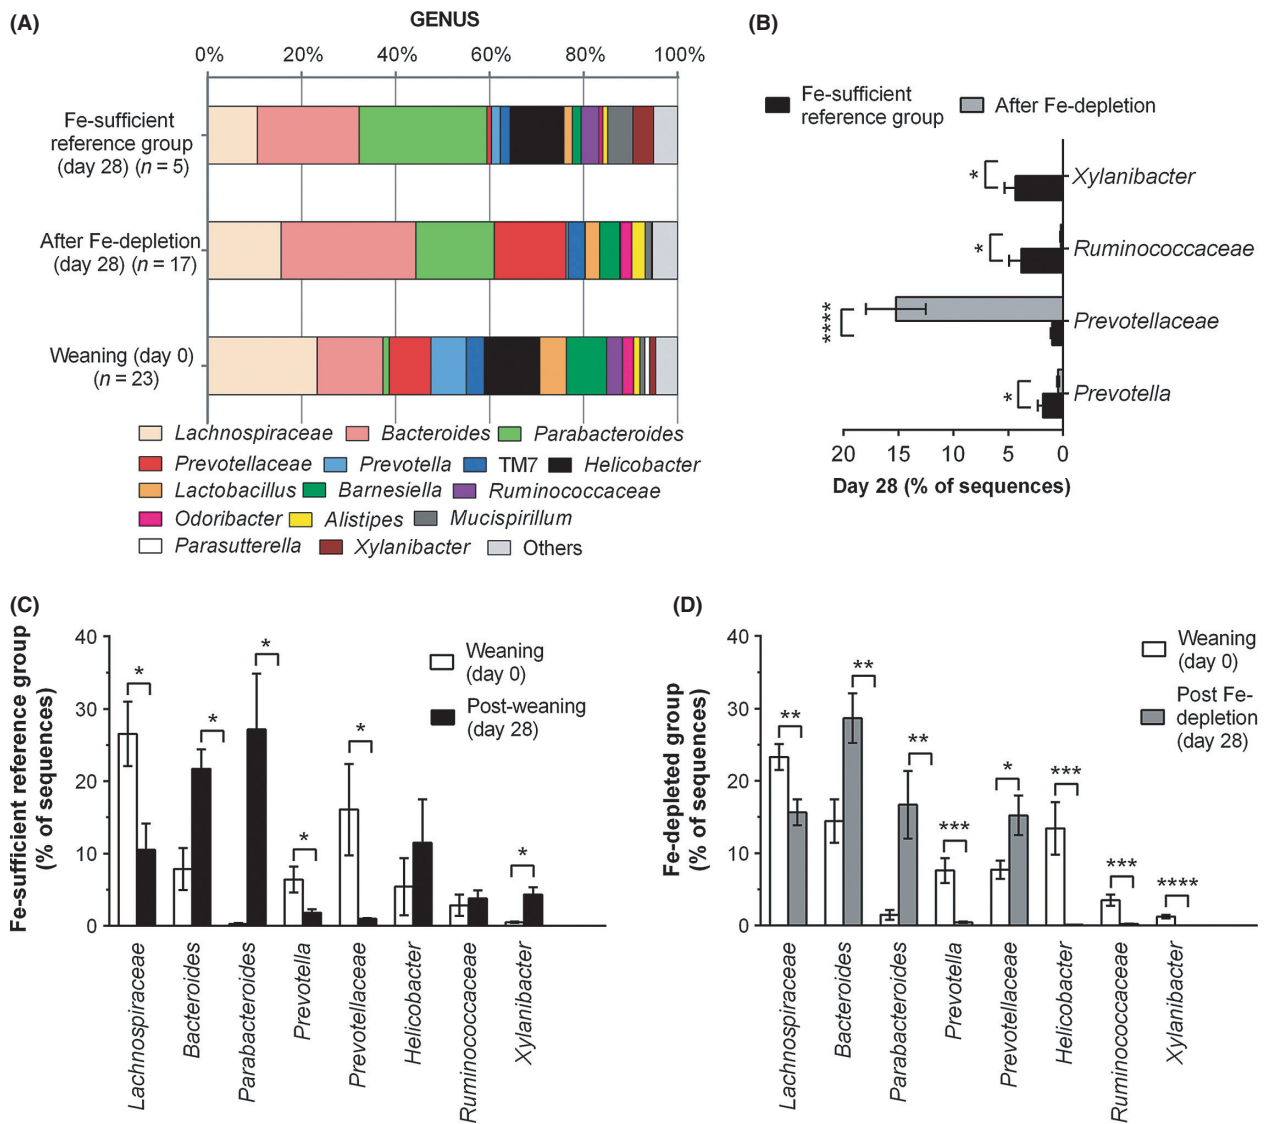 (A)
GENUS
0% 20% 40% 60% 80% 100%
Fe-sufficient
reference group
(day 28) (n = 5)
After Fe-depletion
(day 28) (n = 17)
Weaning (day 0)
(n = 23)
Lachnospiraceae Bacteroides Parabacteroides
Prevotellaceae Prevotella TM7 Helicobacter
Lactobacillus Barnesiella Ruminococcaceae
Odoribacter Alistipes Mucispirillum
Parasutterella Xylanibacter Others
(B)
Fe-sufficient
reference group
After Fe-depletion
* Xylanibacter
* Ruminococcaceae
**** Prevotellaceae
* Prevotella
20 15 10 5 0
Day 28 (% of sequences)
(C)
Fe-sufficient reference group
(% of sequences)
40
30
20
10
0
Weaning
(day 0)
Post-weaning
(day 28)
* * * * * *
Lachnospiraceae
Bacteroides
Parabacteroides
Prevotella
Prevotellaceae
Helicobacter
Ruminococcaceae
Xylanibacter
(D)
Fe-depleted group
(% of sequences)
40
30
20
10
0
Weaning
(day 0)
Post Fe-
depletion
(day 28)
** ** ** *** * *** *** ****
Lachnospiraceae
Bacteroides
Parabacteroides
Prevotella
Prevotellaceae
Helicobacter
Ruminococcaceae
Xylanibacter